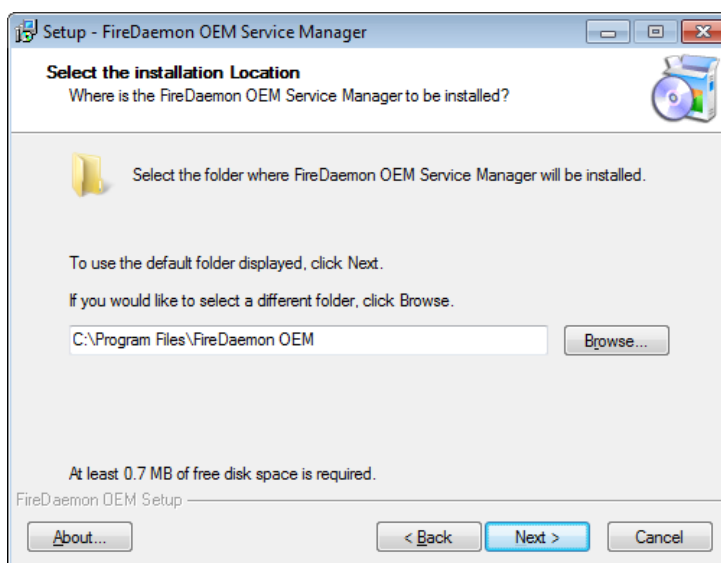 Setup - FireDaemon OEM Service Manager
Select the installation Location
Where is the FireDaemon OEM Service Manager to be installed?
Select the folder where FireDaemon OEM Service Manager will be installed.
To use the default folder displayed, click Next.
If you would like to select a different folder, click Browse.
C:\Program Files\FireDaemon OEM
Browse...
At least 0.7 MB of free disk space is required.
FireDaemon OEM Setup
About...
< Back
Next >
Cancel